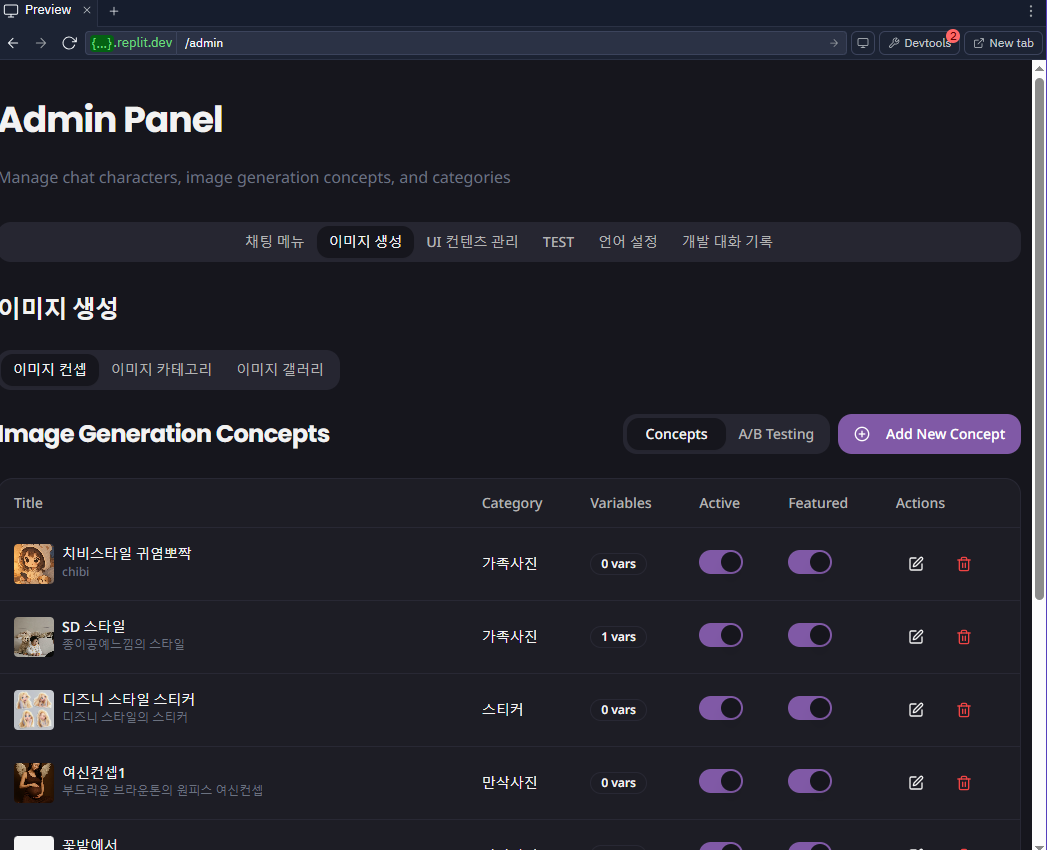 Preview
{...}.replit.dev /admin
Devtools 2
New tab
Admin Panel
Manage chat characters, image generation concepts, and categories
채팅 메뉴 이미지 생성 UI 컨텐츠 관리 TEST 언어 설정 개발 대화 기록
이미지 생성
이미지 컨셉 이미지 카테고리 이미지 갤러리
Image Generation Concepts
Concepts A/B Testing Add New Concept
Title Category Variables Active Featured Actions
치비스타일 귀염뽀짝
chibi
가족사진 0 vars
SD 스타일
종이공예느낌의 스타일
가족사진 1 vars
디즈니 스타일 스티커
디즈니 스타일의 스티커
스티커 0 vars
여신컨셉1
부드러운 브라운톤의 원피스 여신컨셉
만삭사진 0 vars
꽃밭에서